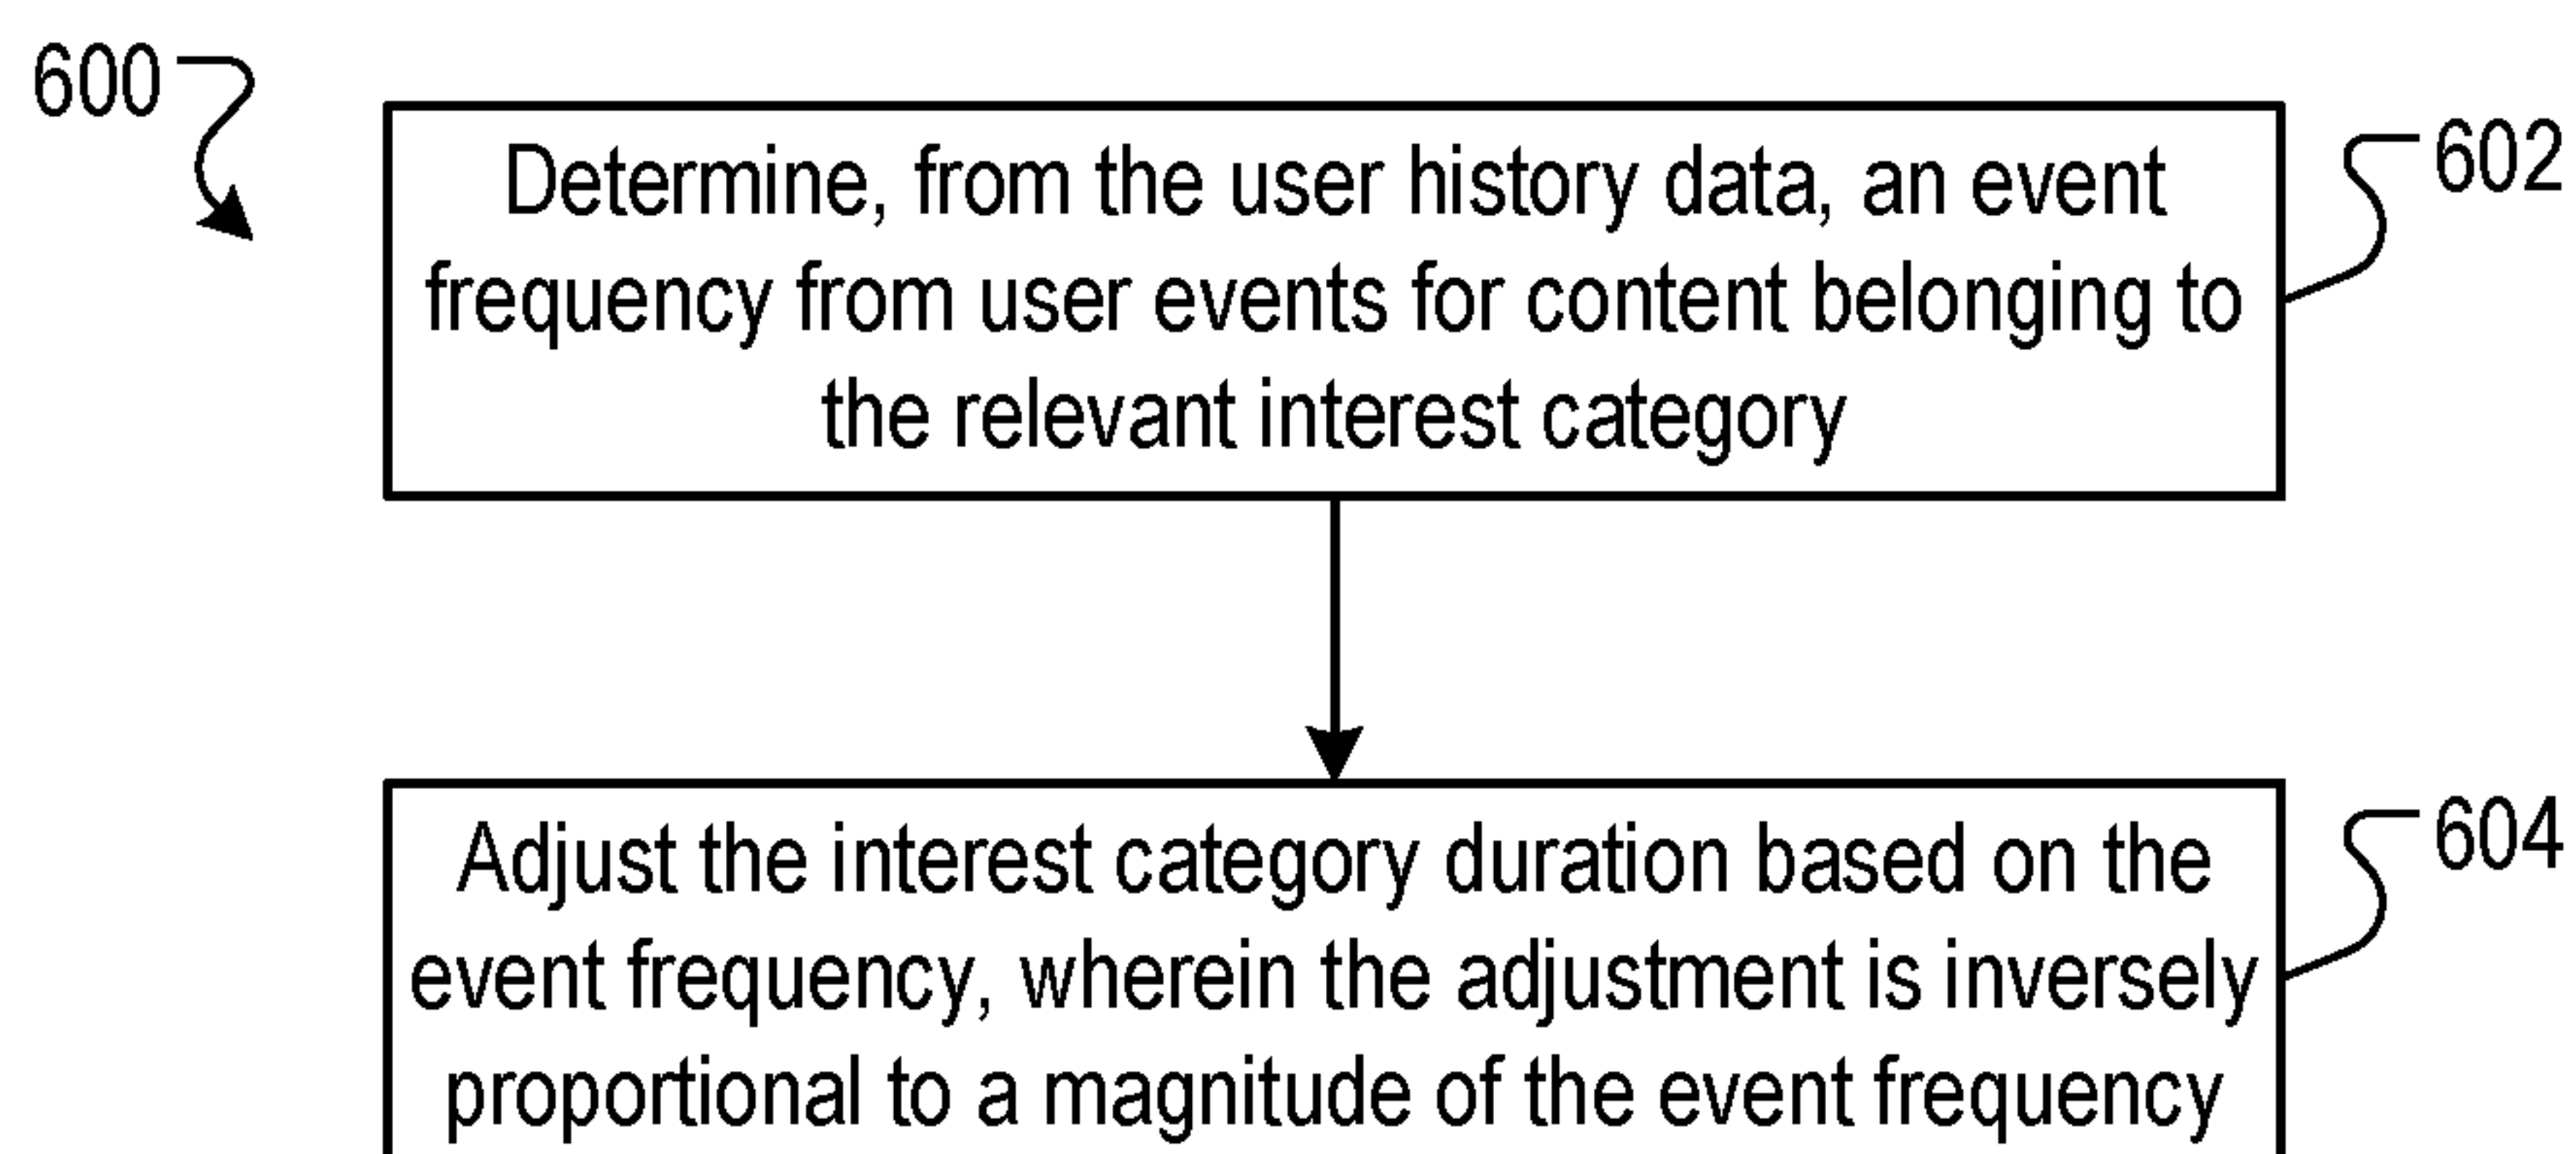 600
Determine, from the user history data, an event
frequency from user events for content belonging to
the relevant interest category
602
Adjust the interest category duration based on the
event frequency, wherein the adjustment is inversely
proportional to a magnitude of the event frequency
604